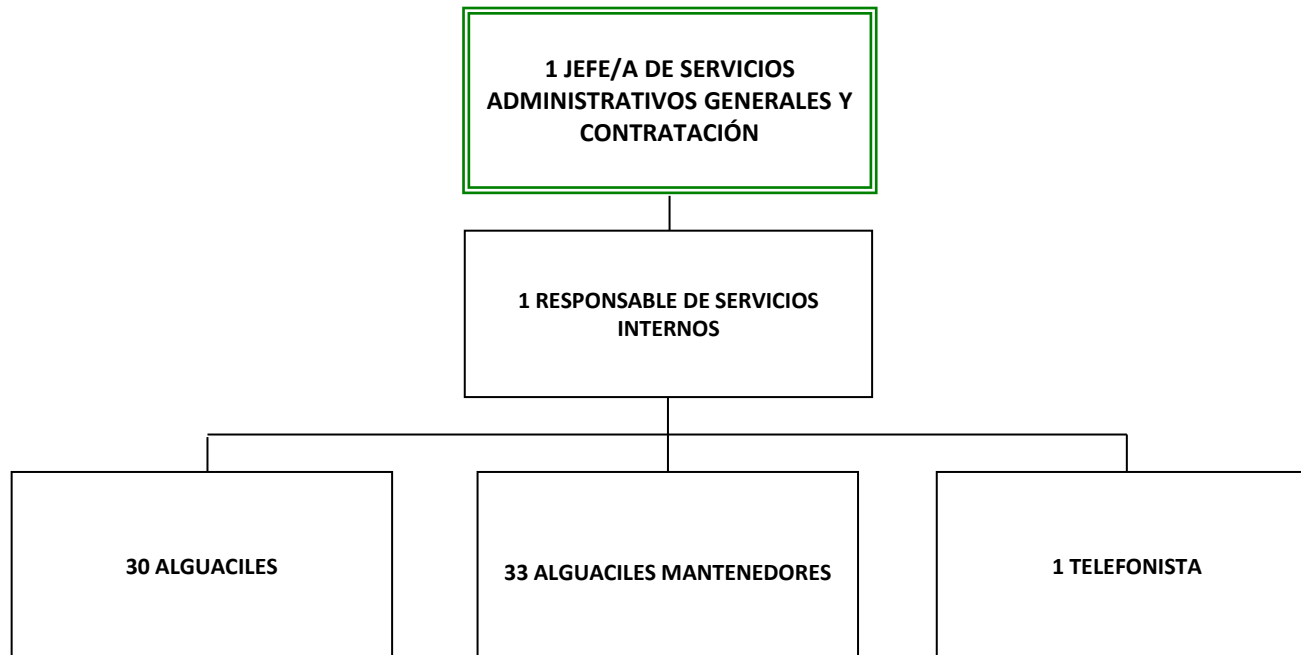 1 JEFE/A DE SERVICIOS
ADMINISTRATIVOS GENERALES Y
CONTRATACIÓN
1 RESPONSABLE DE SERVICIOS
INTERNOS
30 ALGUACILES
33 ALGUACILES MANTENEDORES
1 TELEFONISTA